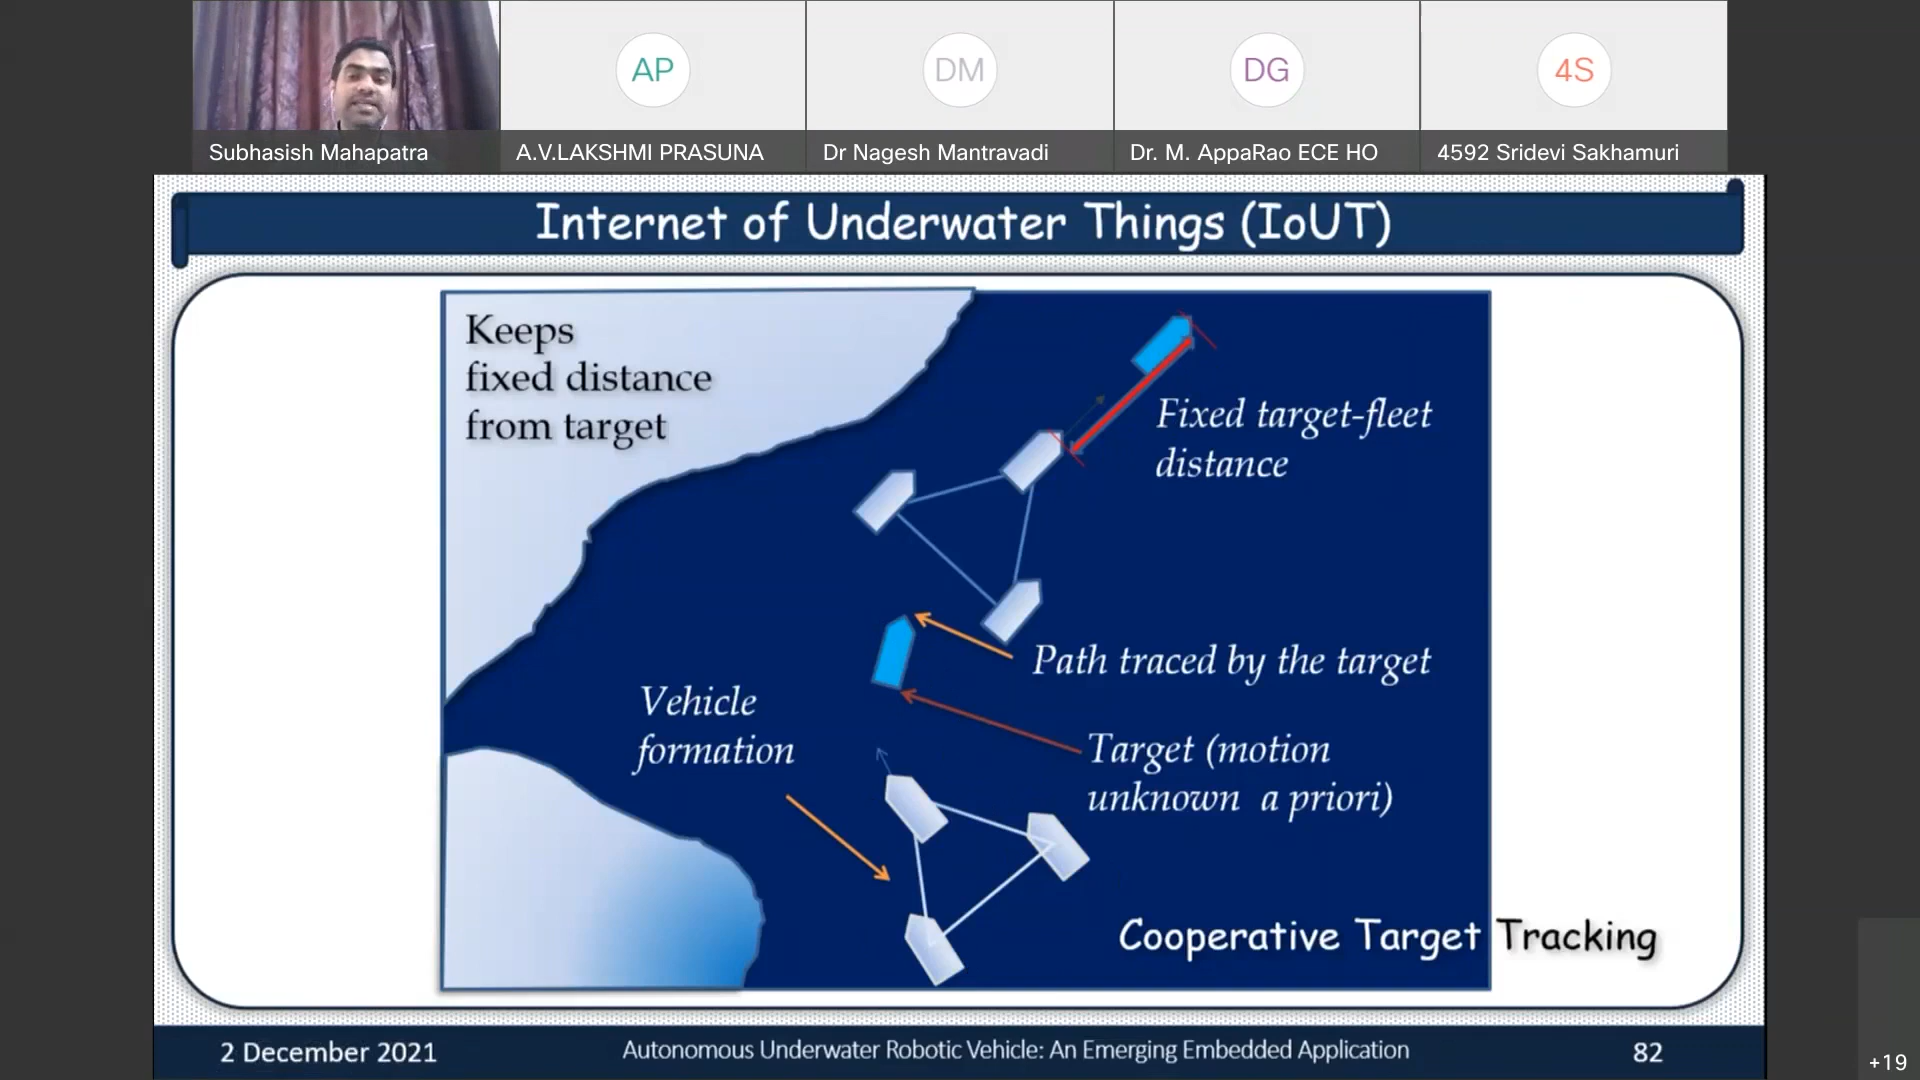 AP
DM
DG
4S
Subhasish Mahapatra
A.V.LAKSHMI PRASUNA
Dr Nagesh Mantravadi
Dr. M. AppaRao ECE HO
4592 Sridevi Sakhamuri
Internet of Underwater Things (IoUT)
Keeps
fixed distance
from target
Fixed target-fleet
distance
Path traced by the target
Vehicle
formation
Target (motion
unknown a priori)
Cooperative Target Tracking
2 December 2021
Autonomous Underwater Robotic Vehicle: An Emerging Embedded Application
82
+19